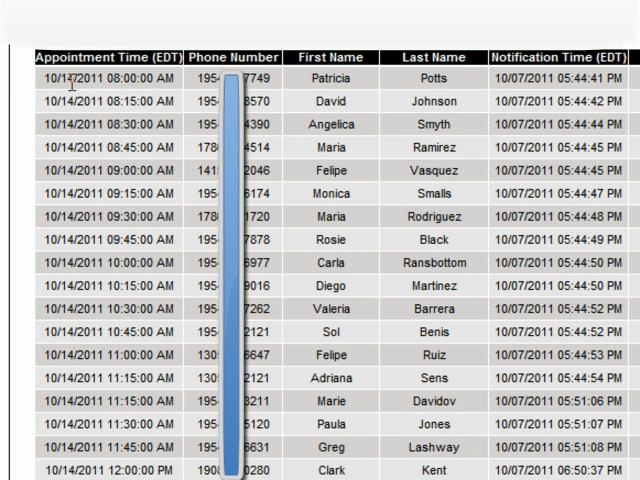 Appointment Time (EDT) Phone Number First Name Last Name Notification Time (EDT)
10/14/2011 08:00:00 AM 195 7749 Patricia Potts 10/07/2011 05:44:41 PM
10/14/2011 08:15:00 AM 195 8570 David Johnson 10/07/2011 05:44:42 PM
10/14/2011 08:30:00 AM 195 4390 Angelica Smyth 10/07/2011 05:44:44 PM
10/14/2011 08:45:00 AM 178 4514 Maria Ramirez 10/07/2011 05:44:45 PM
10/14/2011 09:00:00 AM 141 2046 Felipe Vasquez 10/07/2011 05:44:45 PM
10/14/2011 09:15:00 AM 195 6174 Monica Smalls 10/07/2011 05:44:47 PM
10/14/2011 09:30:00 AM 178 1720 Maria Rodriguez 10/07/2011 05:44:48 PM
10/14/2011 09:45:00 AM 195 7878 Rosie Black 10/07/2011 05:44:49 PM
10/14/2011 10:00:00 AM 195 6977 Carla Ransbottom 10/07/2011 05:44:50 PM
10/14/2011 10:15:00 AM 195 9016 Diego Martinez 10/07/2011 05:44:50 PM
10/14/2011 10:30:00 AM 195 7262 Valeria Barrera 10/07/2011 05:44:52 PM
10/14/2011 10:45:00 AM 195 2121 Sol Benis 10/07/2011 05:44:52 PM
10/14/2011 11:00:00 AM 130 6647 Felipe Ruiz 10/07/2011 05:44:53 PM
10/14/2011 11:15:00 AM 130 2121 Adriana Sens 10/07/2011 05:44:54 PM
10/14/2011 11:15:00 AM 195 3211 Marie Davidov 10/07/2011 05:51:06 PM
10/14/2011 11:30:00 AM 195 5120 Paula Jones 10/07/2011 05:51:07 PM
10/14/2011 11:45:00 AM 195 6631 Greg Lashway 10/07/2011 05:51:08 PM
10/14/2011 12:00:00 PM 190 0280 Clark Kent 10/07/2011 06:50:37 PM